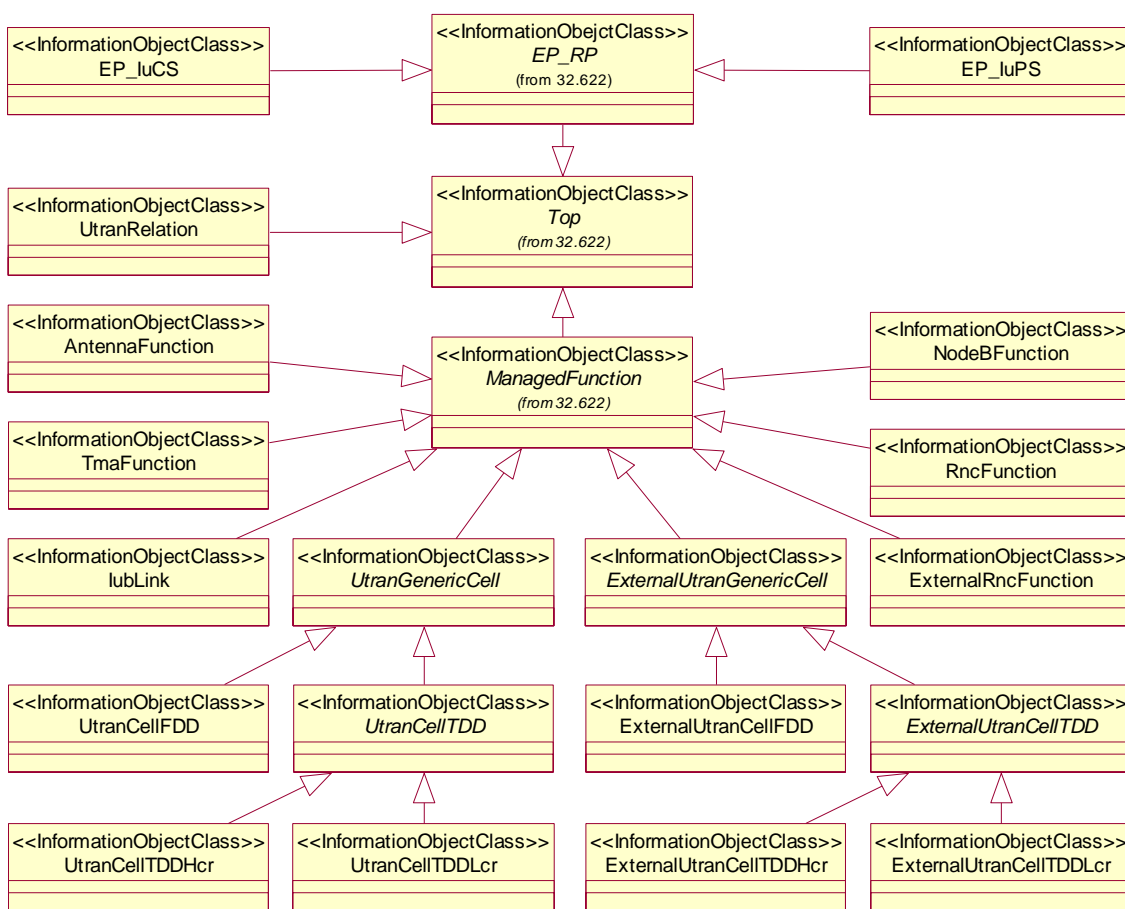 <<InformationObjectClass>>
EP_IuCS
<<InformationObejctClass>>
EP_RP
(from 32.622)
<<InformationObjectClass>>
EP_IuPS
<<InformationObjectClass>>
UtranRelation
<<InformationObjectClass>>
Top
(from 32.622)
<<InformationObjectClass>>
AntennaFunction
<<InformationObjectClass>>
ManagedFunction
(from 32.622)
<<InformationObjectClass>>
NodeBFunction
<<InformationObjectClass>>
TmaFunction
<<InformationObjectClass>>
RncFunction
<<InformationObjectClass>>
IubLink
<<InformationObjectClass>>
UtranGenericCell
<<InformationObjectClass>>
ExternalUtranGenericCell
<<InformationObjectClass>>
ExternalRncFunction
<<InformationObjectClass>>
UtranCellFDD
<<InformationObjectClass>>
UtranCellTDD
<<InformationObjectClass>>
ExternalUtranCellFDD
<<InformationObjectClass>>
ExternalUtranCellTDD
<<InformationObjectClass>>
UtranCellTDDHcr
<<InformationObjectClass>>
UtranCellTDDLcr
<<InformationObjectClass>>
ExternalUtranCellTDDHcr
<<InformationObjectClass>>
ExternalUtranCellTDDLcr